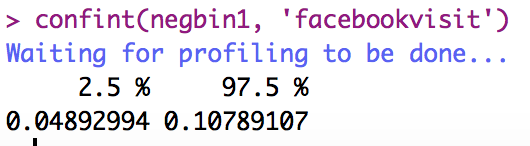 > confint(negbin1, 'facebookvisit')
Waiting for profiling to be done...
2.5 % 97.5 %
0.04892994 0.10789107